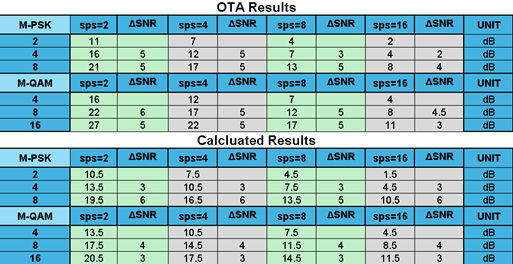 OTA Results
M-PSK sps=2 ΔSNR sps=4 ΔSNR sps=8 ΔSNR sps=16 ΔSNR UNIT
2 11 7 4 2 dB
4 16 5 12 5 7 3 4 2 dB
8 21 5 17 5 13 5 8 4 dB
M-QAM sps=2 ΔSNR sps=4 ΔSNR sps=8 ΔSNR sps=16 ΔSNR UNIT
4 16 12 7 4 dB
8 22 6 17 5 12 5 8 4.5 dB
16 27 5 22 5 17 5 11 3 dB
Calcluated Results
M-PSK sps=2 ΔSNR sps=4 ΔSNR sps=8 ΔSNR sps=16 ΔSNR UNIT
2 10.5 7.5 4.5 1.5 dB
4 13.5 3 10.5 3 7.5 3 4.5 3 dB
8 19.5 6 16.5 6 13.5 5 10.5 6 dB
M-QAM sps=2 ΔSNR sps=4 ΔSNR sps=8 ΔSNR sps=16 ΔSNR UNIT
4 13.5 10.5 7.5 4.5 dB
8 17.5 4 14.5 4 11.5 4 8.5 4 dB
16 20.5 3 17.5 3 14.5 3 11.5 3 dB